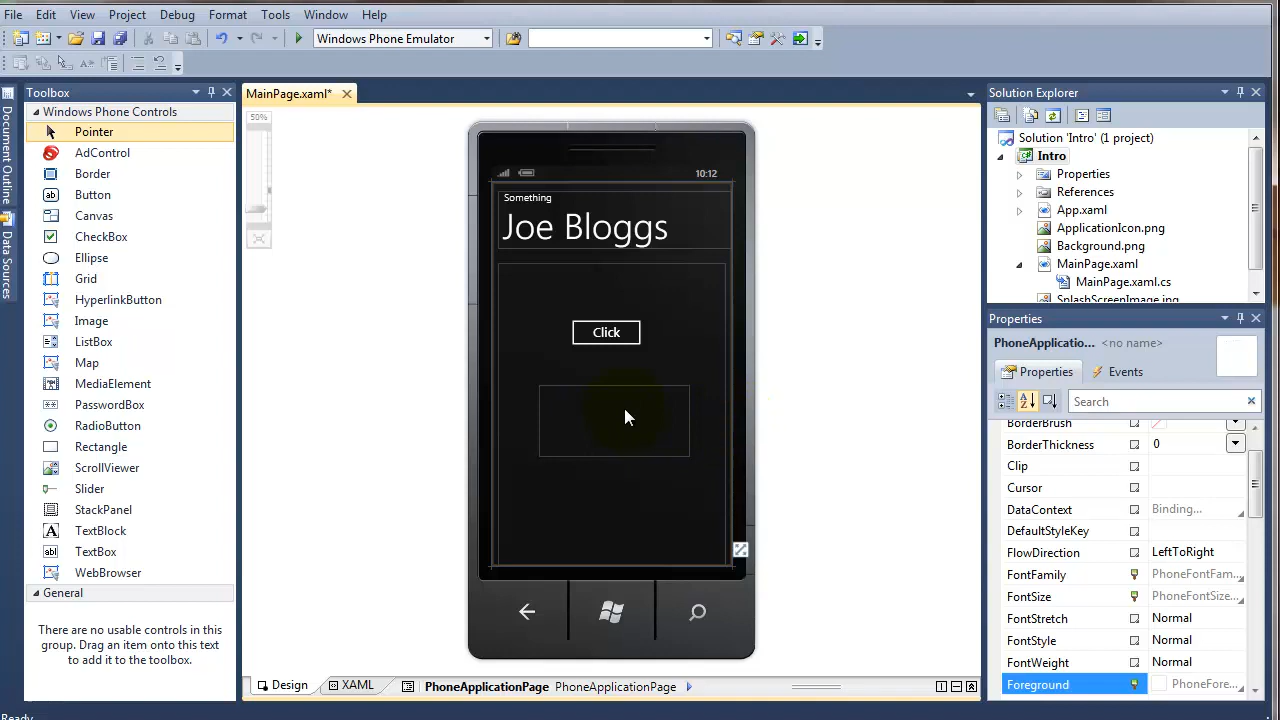 File Edit View Project Debug Format Tools Window Help
Windows Phone Emulator
Document Outline
Data Sources
Toolbox
Windows Phone Controls
Pointer
AdControl
Border
Button
Canvas
CheckBox
Ellipse
Grid
HyperlinkButton
Image
ListBox
Map
MediaElement
PasswordBox
RadioButton
Rectangle
ScrollViewer
Slider
StackPanel
TextBlock
TextBox
WebBrowser
General
There are no usable controls in this
group. Drag an item onto this text
to add it to the toolbox.
MainPage.xaml*
50%
10:12
Something
Joe Bloggs
Click
Design XAML PhoneApplicationPage PhoneApplicationPage
Solution Explorer
Solution 'Intro' (1 project)
Intro
Properties
References
App.xaml
ApplicationIcon.png
Background.png
MainPage.xaml
MainPage.xaml.cs
SplashScreenImage.jpg
Properties
PhoneApplicatio... <no name>
Properties Events
Search
BorderBrush
BorderThickness 0
Clip
Cursor
DataContext Binding...
DefaultStyleKey
FlowDirection LeftToRight
FontFamily PhoneFontFam...
FontSize PhoneFontSize...
FontStretch Normal
FontStyle Normal
FontWeight Normal
Foreground PhoneFore...
Ready